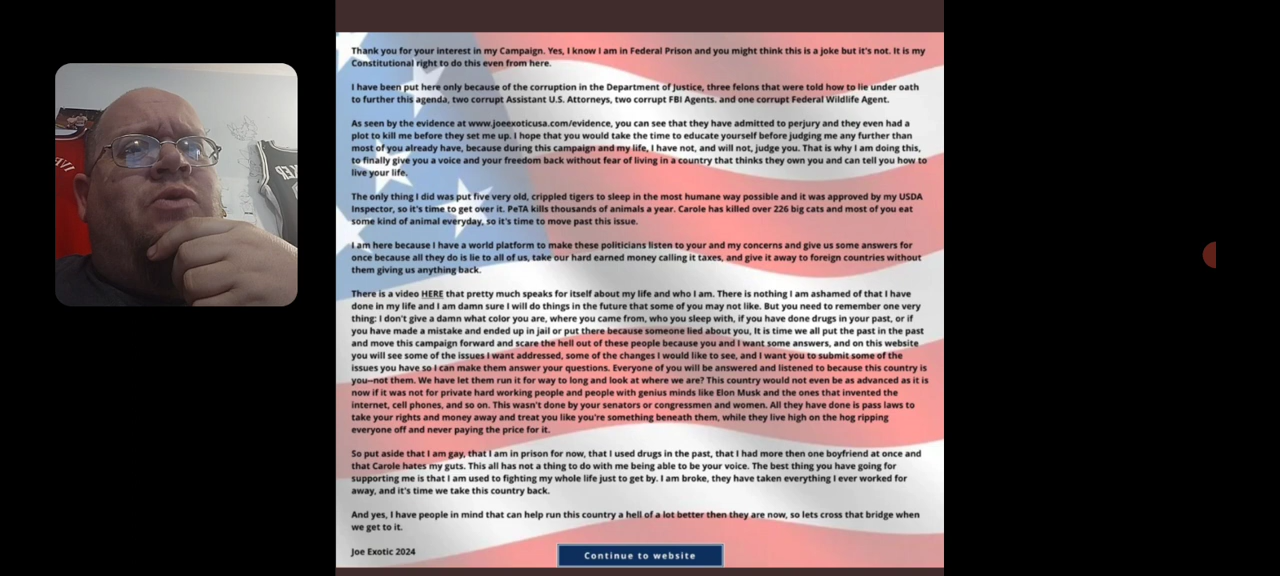 Thank you for your interest in my Campaign. Yes, I know I am in Federal Prison and you might think this is a joke but it's not. It is my
Constitutional right to do this even from here.
I have been put here only because of the corruption in the Department of Justice, three felons that were told how to lie under oath
to further this agenda, two corrupt Assistant U.S. Attorneys, two corrupt FBI Agents. and one corrupt Federal Wildlife Agent.
As seen by the evidence at www.joeexoticusa.com/evidence, you can see that they have admitted to perjury and they even had a
plot to kill me before they set me up. I hope that you would take the time to educate yourself before judging me any further than
most of you already have, because during this campaign and my life, I have not, and will not, judge you. That is why I am doing this,
to finally give you a voice and your freedom back without fear of living in a country that thinks they own you and can tell you how to
live your life.
The only thing I did was put five very old, crippled tigers to sleep in the most humane way possible and it was approved by my USDA
Inspector, so it's time to get over it. PeTA kills thousands of animals a year. Carole has killed over 226 big cats and most of you eat
some kind of animal everyday, so it's time to move past this issue.
I am here because I have a world platform to make these politicians listen to your and my concerns and give us some answers for
once because all they do is lie to all of us, take our hard earned money calling it taxes, and give it away to foreign countries without
them giving us anything back.
There is a video HERE that pretty much speaks for itself about my life and who I am. There is nothing I am ashamed of that I have
done in my life and I am damn sure I will do things in the future that some of you may not like. But you need to remember one very
thing: I don't give a damn what color you are, where you came from, who you sleep with, if you have done drugs in your past, or if
you have made a mistake and ended up in jail or put there because someone lied about you, It is time we all put the past in the past
and move this campaign forward and scare the hell out of these people because you and I want some answers, and on this website
you will see some of the issues I want addressed, some of the changes I would like to see, and I want you to submit some of the
issues you have so I can make them answer your questions. Everyone of you will be answered and listened to because this country is
you--not them. We have let them run it for way to long and look at where we are? This country would not even be as advanced as it is
now if it was not for private hard working people and people with genius minds like Elon Musk and the ones that invented the
internet, cell phones, and so on. This wasn't done by your senators or congressmen and women. All they have done is pass laws to
take your rights and money away and treat you like you're something beneath them, while they live high on the hog ripping
everyone off and never paying the price for it.
So put aside that I am gay, that I am in prison for now, that I used drugs in the past, that I had more then one boyfriend at once and
that Carole hates my guts. This all has not a thing to do with me being able to be your voice. The best thing you have going for
supporting me is that I am used to fighting my whole life just to get by. I am broke, they have taken everything I ever worked for
away, and it's time we take this country back.
And yes, I have people in mind that can help run this country a hell of a lot better then they are now, so lets cross that bridge when
we get to it.
Joe Exotic 2024
Continue to website